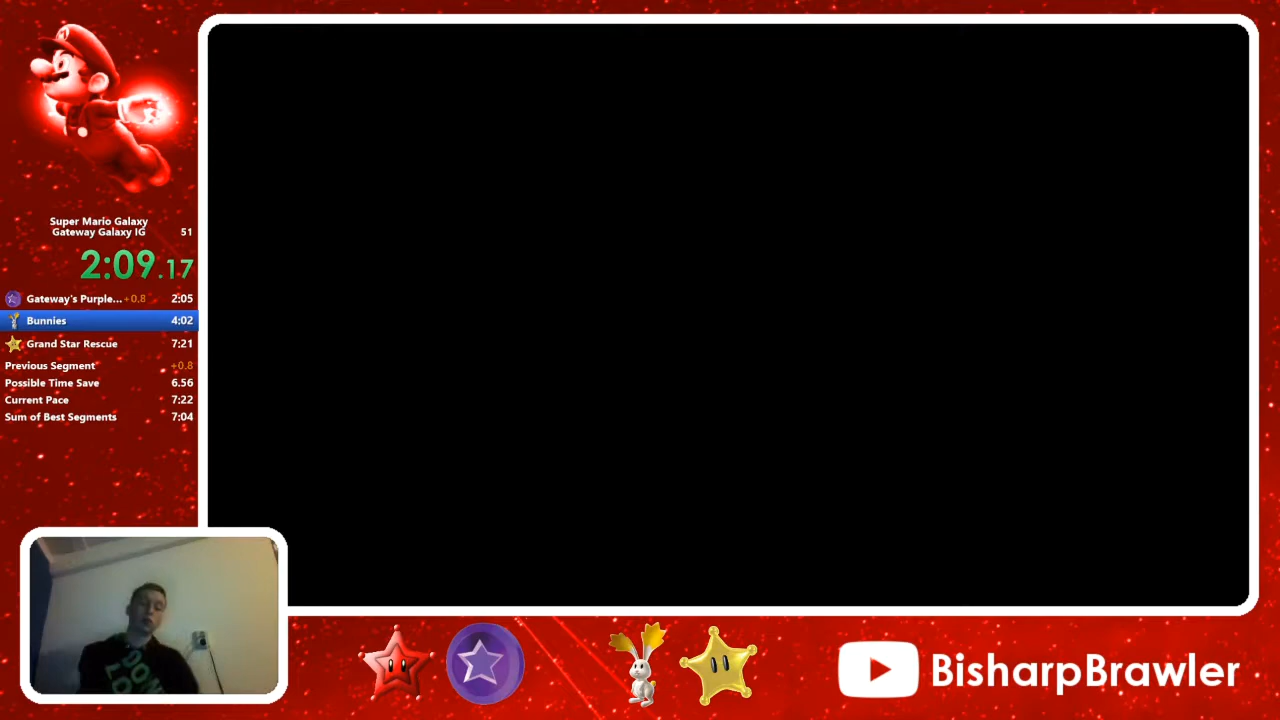 Super Mario Galaxy
Gateway Galaxy IG 51
2:09.17
Gateway's Purple... +0.8 2:05
Bunnies 4:02
Grand Star Rescue 7:21
Previous Segment +0.8
Possible Time Save 6.56
Current Pace 7:22
Sum of Best Segments 7:04
BisharpBrawler